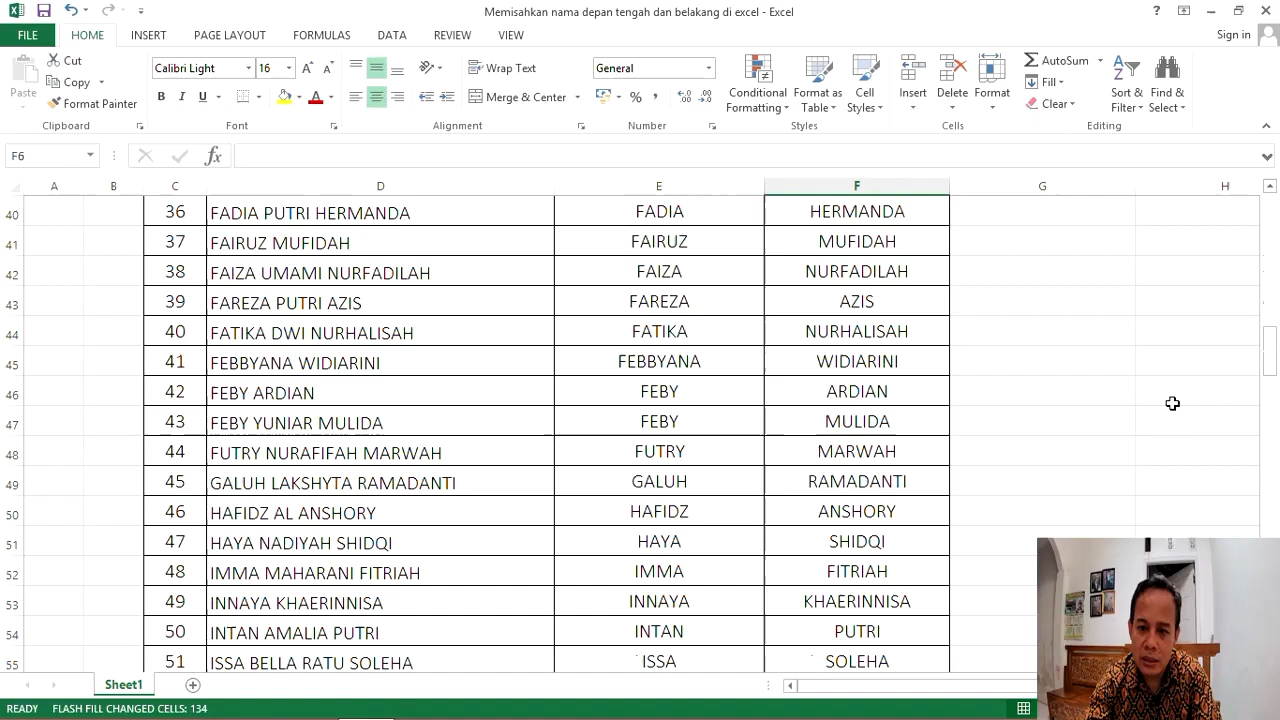 Memisahkan nama depan tengah dan belakang di excel - Excel
FILE HOME INSERT PAGE LAYOUT FORMULAS DATA REVIEW VIEW Sign in
Cut
Copy
Format Painter
Paste
Clipboard
Calibri Light 16
B I U
Font
Wrap Text
Merge & Center
Alignment
General
Number
Conditional Formatting
Format as Table
Cell Styles
Styles
Insert Delete Format
Cells
AutoSum
Fill
Clear
Sort & Filter
Find & Select
Editing
F6 fx
A B C D E F G H
40 36 FADIA PUTRI HERMANDA FADIA HERMANDA
41 37 FAIRUZ MUFIDAH FAIRUZ MUFIDAH
42 38 FAIZA UMAMI NURFADILAH FAIZA NURFADILAH
43 39 FAREZA PUTRI AZIS FAREZA AZIS
44 40 FATIKA DWI NURHALISAH FATIKA NURHALISAH
45 41 FEBBYANA WIDIARINI FEBBYANA WIDIARINI
46 42 FEBY ARDIAN FEBY ARDIAN
47 43 FEBY YUNIAR MULIDA FEBY MULIDA
48 44 FUTRY NURAFIFAH MARWAH FUTRY MARWAH
49 45 GALUH LAKSHYTA RAMADANTI GALUH RAMADANTI
50 46 HAFIDZ AL ANSHORY HAFIDZ ANSHORY
51 47 HAYA NADIYAH SHIDQI HAYA SHIDQI
52 48 IMMA MAHARANI FITRIAH IMMA FITRIAH
53 49 INNAYA KHAERINNISA INNAYA KHAERINNISA
54 50 INTAN AMALIA PUTRI INTAN PUTRI
55 51 ISSA BELLA RATU SOLEHA ISSA SOLEHA
Sheet1
READY FLASH FILL CHANGED CELLS: 134